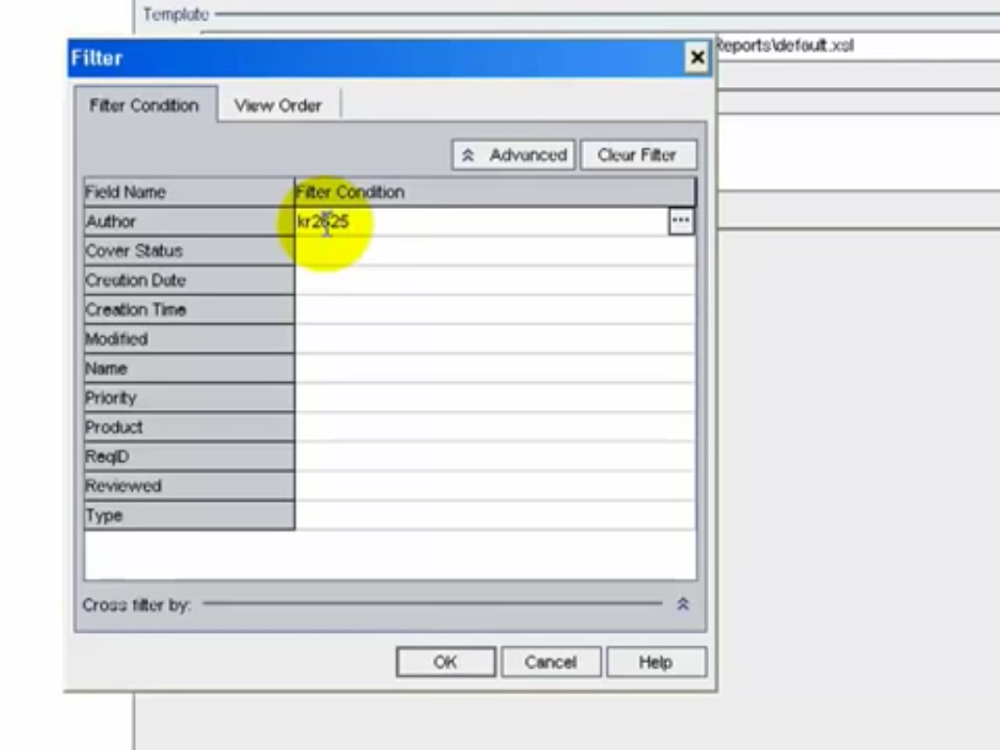 Template
Reports\default.xsl
Filter
Filter Condition View Order
Advanced Clear Filter
Field Name Filter Condition
Author kr2625 ...
Cover Status
Creation Date
Creation Time
Modified
Name
Priority
Product
ReqID
Reviewed
Type
Cross filter by:
OK Cancel Help